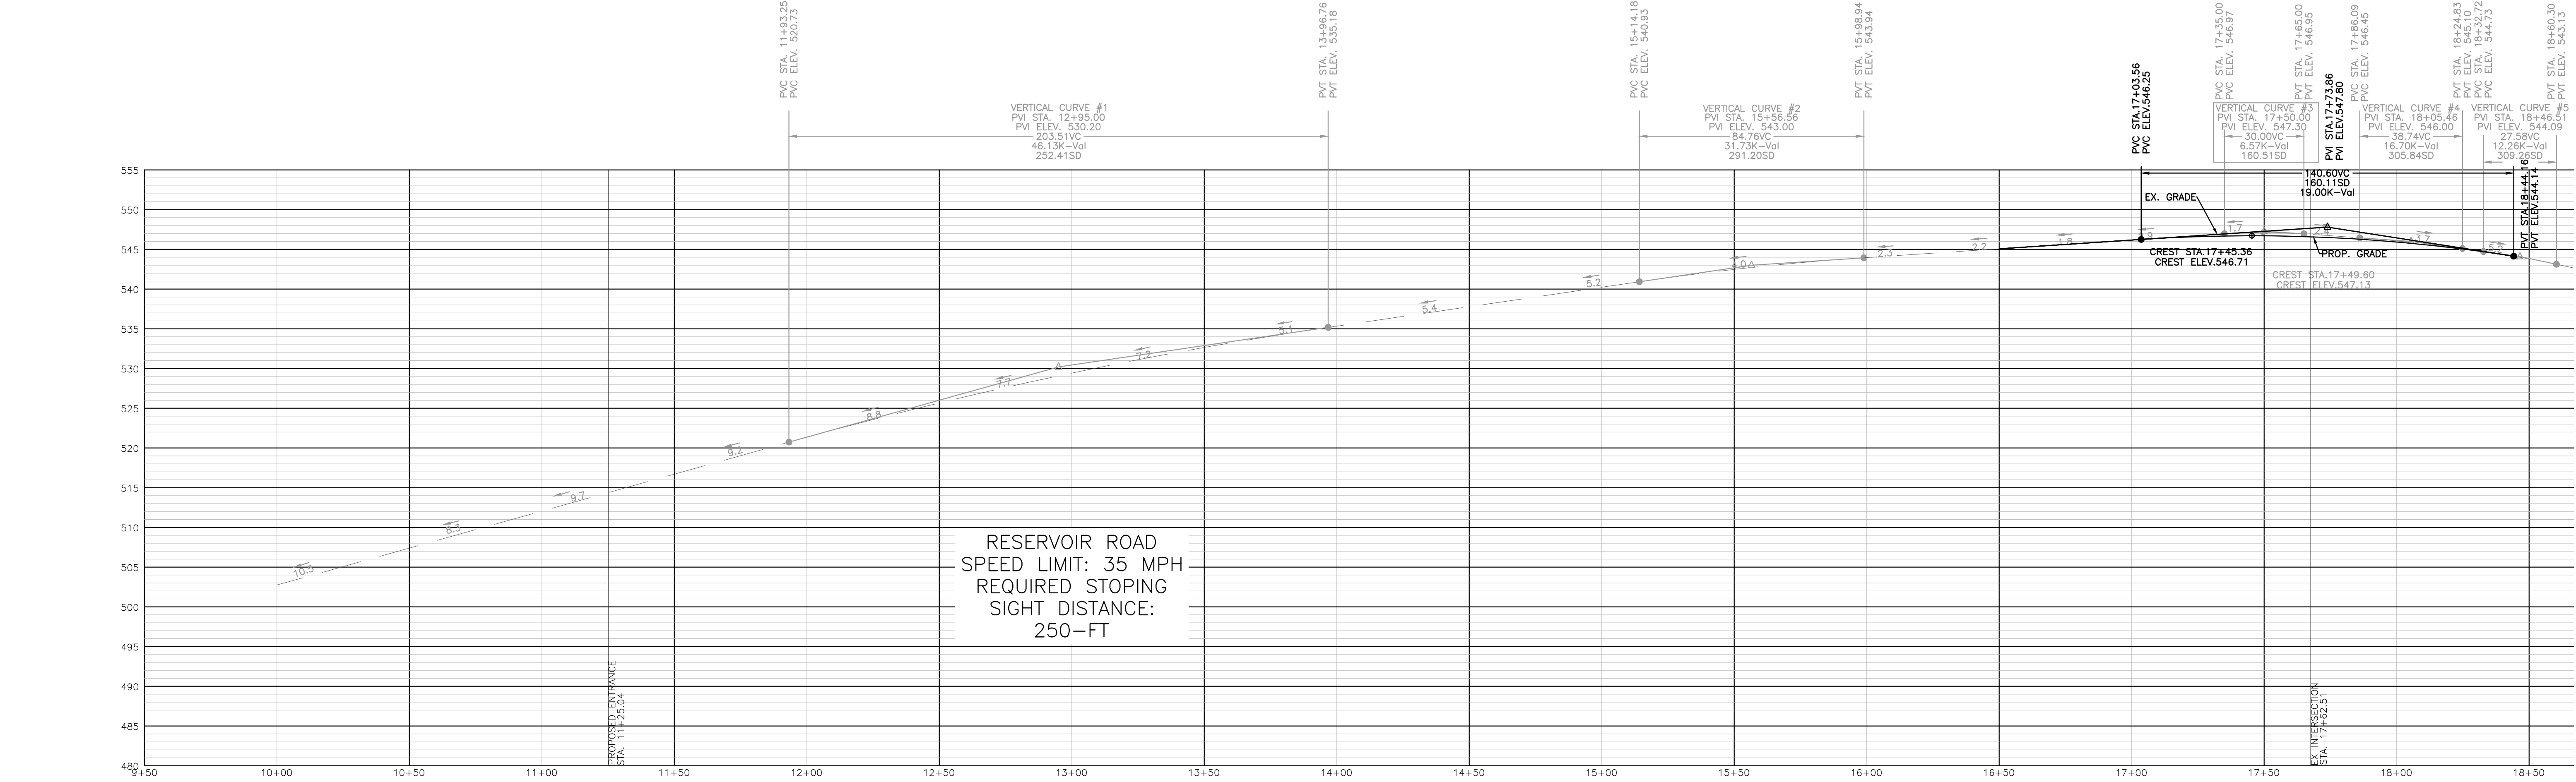 PVC STA. 11+93.25
PVC ELEV. 520.73
PVT STA. 13+96.76
PVT ELEV. 535.18
PVC STA. 15+14.18
PVC ELEV. 540.93
PVT STA. 15+98.94
PVT ELEV. 543.94
PVC STA.17+03.56
PVC ELEV.546.25
PVC STA. 17+35.00
PVC ELEV. 546.97
PVT STA. 17+65.00
PVT ELEV. 546.95
PVI STA.17+73.86
PVI ELEV.547.80
PVC STA. 17+86.09
PVC ELEV. 546.45
PVT STA. 18+24.83
PVT ELEV. 545.10
PVC STA. 18+32.72
PVC ELEV. 544.73
PVT STA. 18+60.30
PVT ELEV. 543.13
PVT STA.18+44.16
PVT ELEV.544.14
VERTICAL CURVE #1
PVI STA. 12+95.00
PVI ELEV. 530.20
203.51VC
46.13K-Val
252.41SD
VERTICAL CURVE #2
PVI STA. 15+56.56
PVI ELEV. 543.00
84.76VC
31.73K-Val
291.20SD
VERTICAL CURVE #3
PVI STA. 17+50.00
PVI ELEV. 547.30
30.00VC
6.57K-Val
160.51SD
VERTICAL CURVE #4
PVI STA. 18+05.46
PVI ELEV. 546.00
38.74VC
16.70K-Val
305.84SD
VERTICAL CURVE #5
PVI STA. 18+46.51
PVI ELEV. 544.09
27.58VC
12.26K-Val
309.26SD
140.60VC
160.11SD
19.00K-Val
EX. GRADE
PROP. GRADE
CREST STA.17+45.36
CREST ELEV.546.71
CREST STA.17+49.60
CREST ELEV.547.13
555
550
545
540
535
530
525
520
515
510
505
500
495
490
485
480
10.5
8.3
9.7
9.2
8.8
7.7
7.2
5.4
5.2
2.3
2.2
1.8
1.7
3.7
RESERVOIR ROAD
SPEED LIMIT: 35 MPH
REQUIRED STOPING
SIGHT DISTANCE:
250-FT
PROPOSED ENTRANCE
STA. 11+25.04
EX INTERSECTION
STA. 17+62.51
9+50 10+00 10+50 11+00 11+50 12+00 12+50 13+00 13+50 14+00 14+50 15+00 15+50 16+00 16+50 17+00 17+50 18+00 18+50